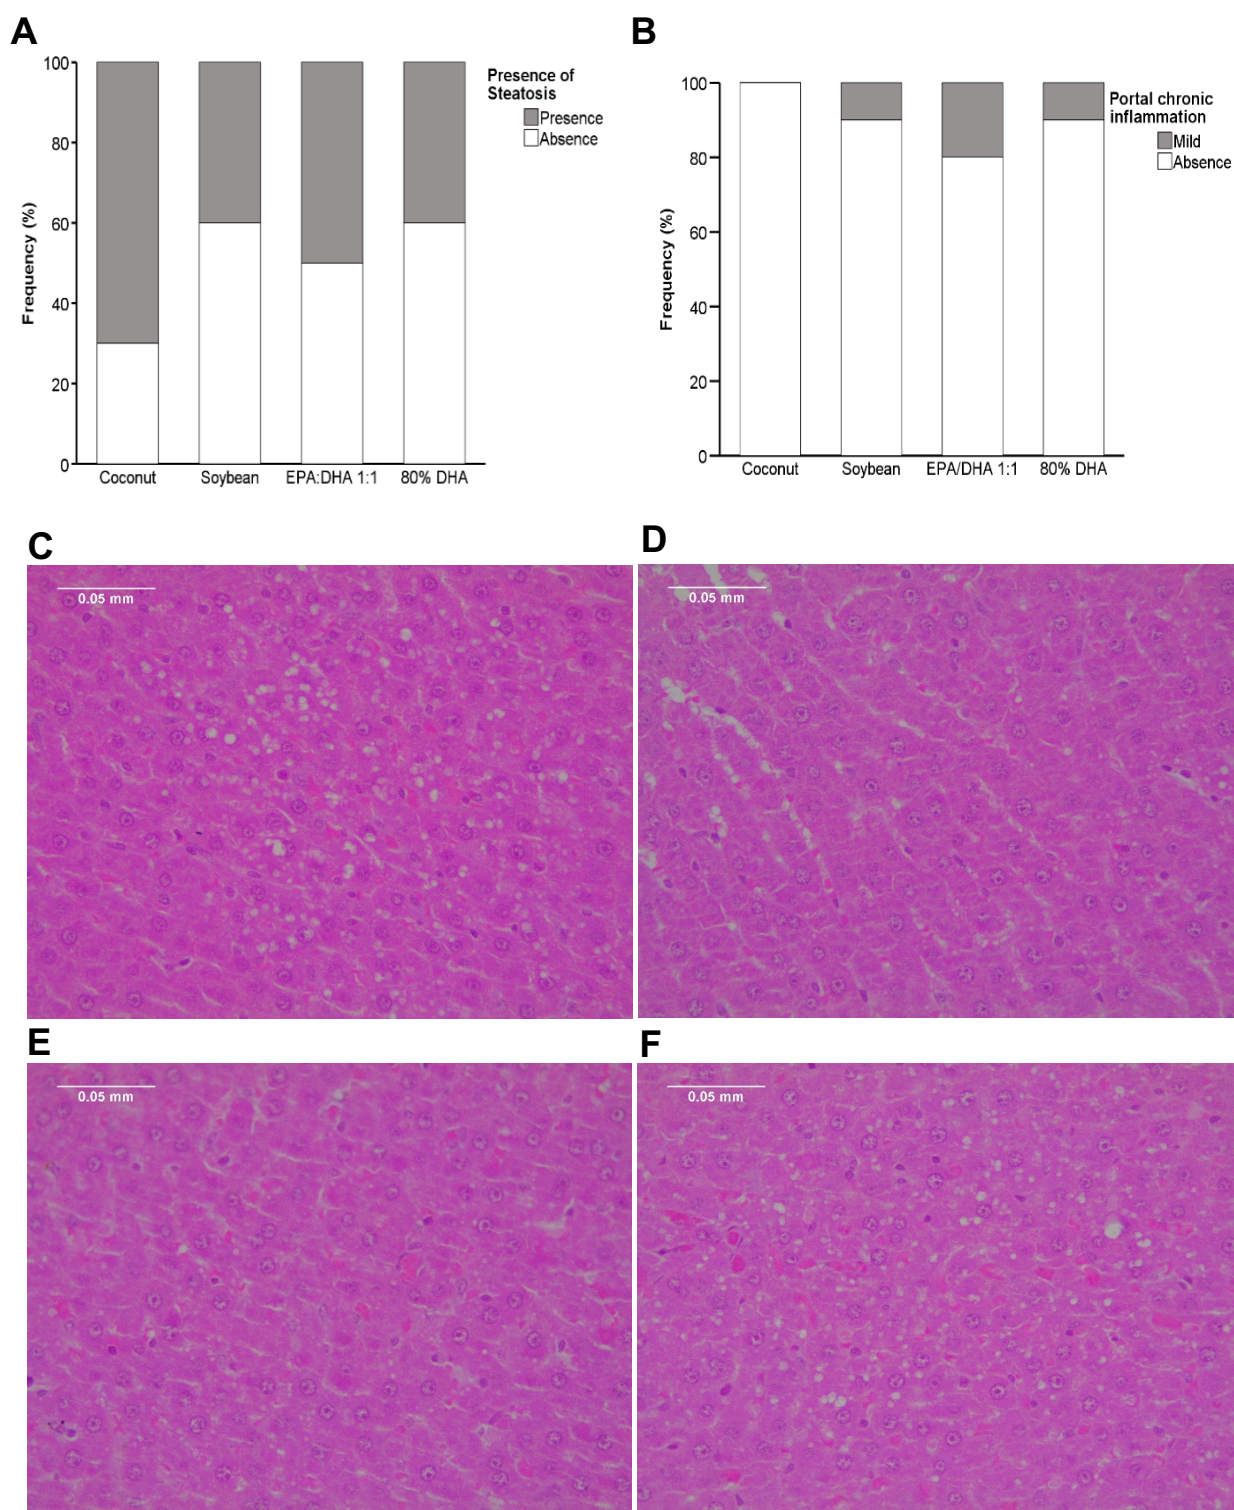 A
100
80
60
40
20
0
Frequency (%)
Coconut Soybean EPA:DHA 1:1 80% DHA
Presence of
Steatosis
Presence
Absence
B
100
80
60
40
20
0
Frequency (%)
Coconut Soybean EPA/DHA 1:1 80% DHA
Portal chronic
inflammation
Mild
Absence
C
0.05 mm
D
0.05 mm
E
0.05 mm
F
0.05 mm